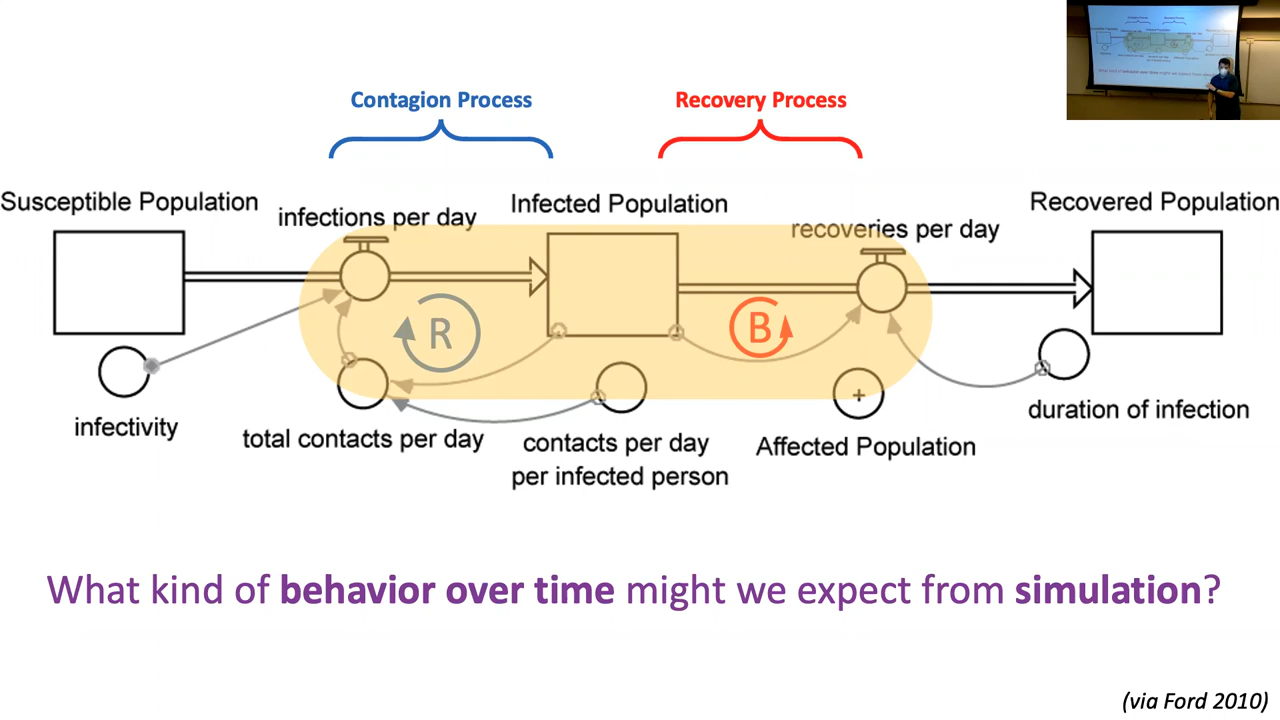 Contagion Process
Recovery Process
Susceptible Population
infections per day
Infected Population
recoveries per day
Recovered Population
R
B
infectivity
total contacts per day
contacts per day
per infected person
+
Affected Population
duration of infection
What kind of behavior over time might we expect from simulation?
(via Ford 2010)